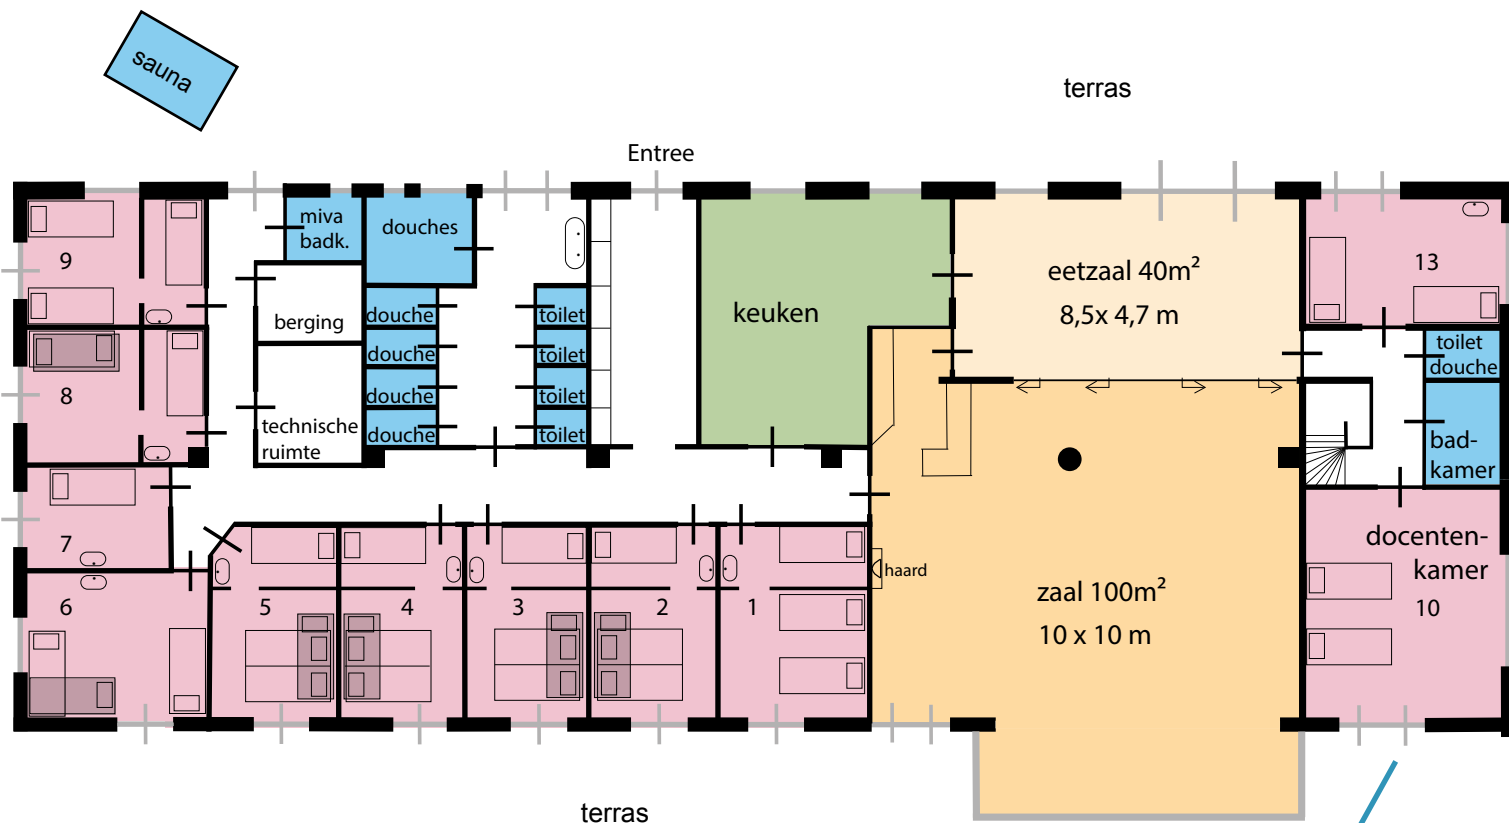 sauna
terras
Entree
miva
badk.
douches
9
berging
keuken
eetzaal 40m²
8,5x 4,7 m
13
douche
toilet
douche
toilet
douche
toilet
douche
toilet
toilet
douche
8
technische
ruimte
bad-
kamer
7
docenten-
kamer
10
haard
6
5
4
3
2
1
zaal 100m²
10 x 10 m
terras